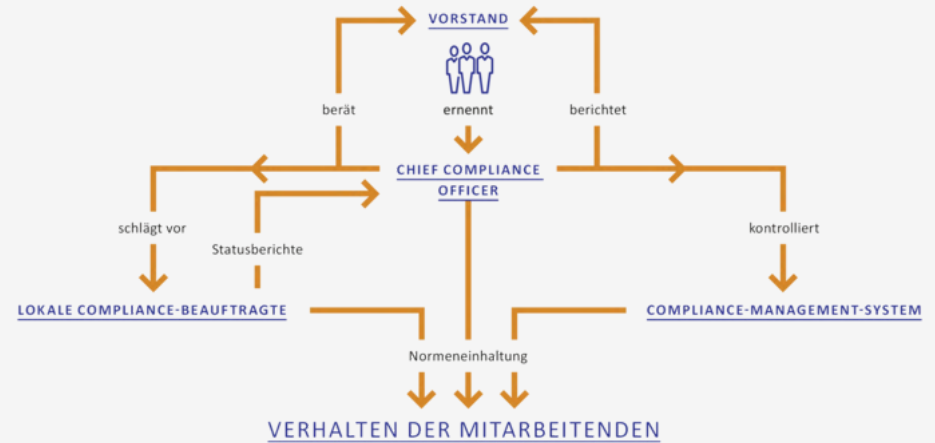 VORSTAND
berät
ernennt
berichtet
CHIEF COMPLIANCE
OFFICER
schlägt vor
kontrolliert
Statusberichte
LOKALE COMPLIANCE-BEAUFTRAGTE
COMPLIANCE-MANAGEMENT-SYSTEM
Normeneinhaltung
VERHALTEN DER MITARBEITENDEN